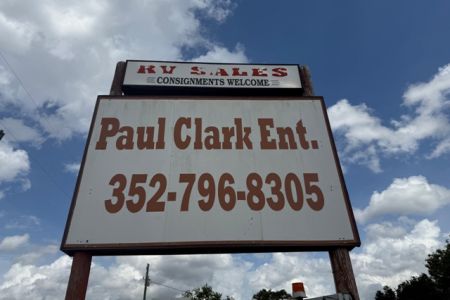 RV SALES
CONSIGNMENTS WELCOME
Paul Clark Ent.
352-796-8305